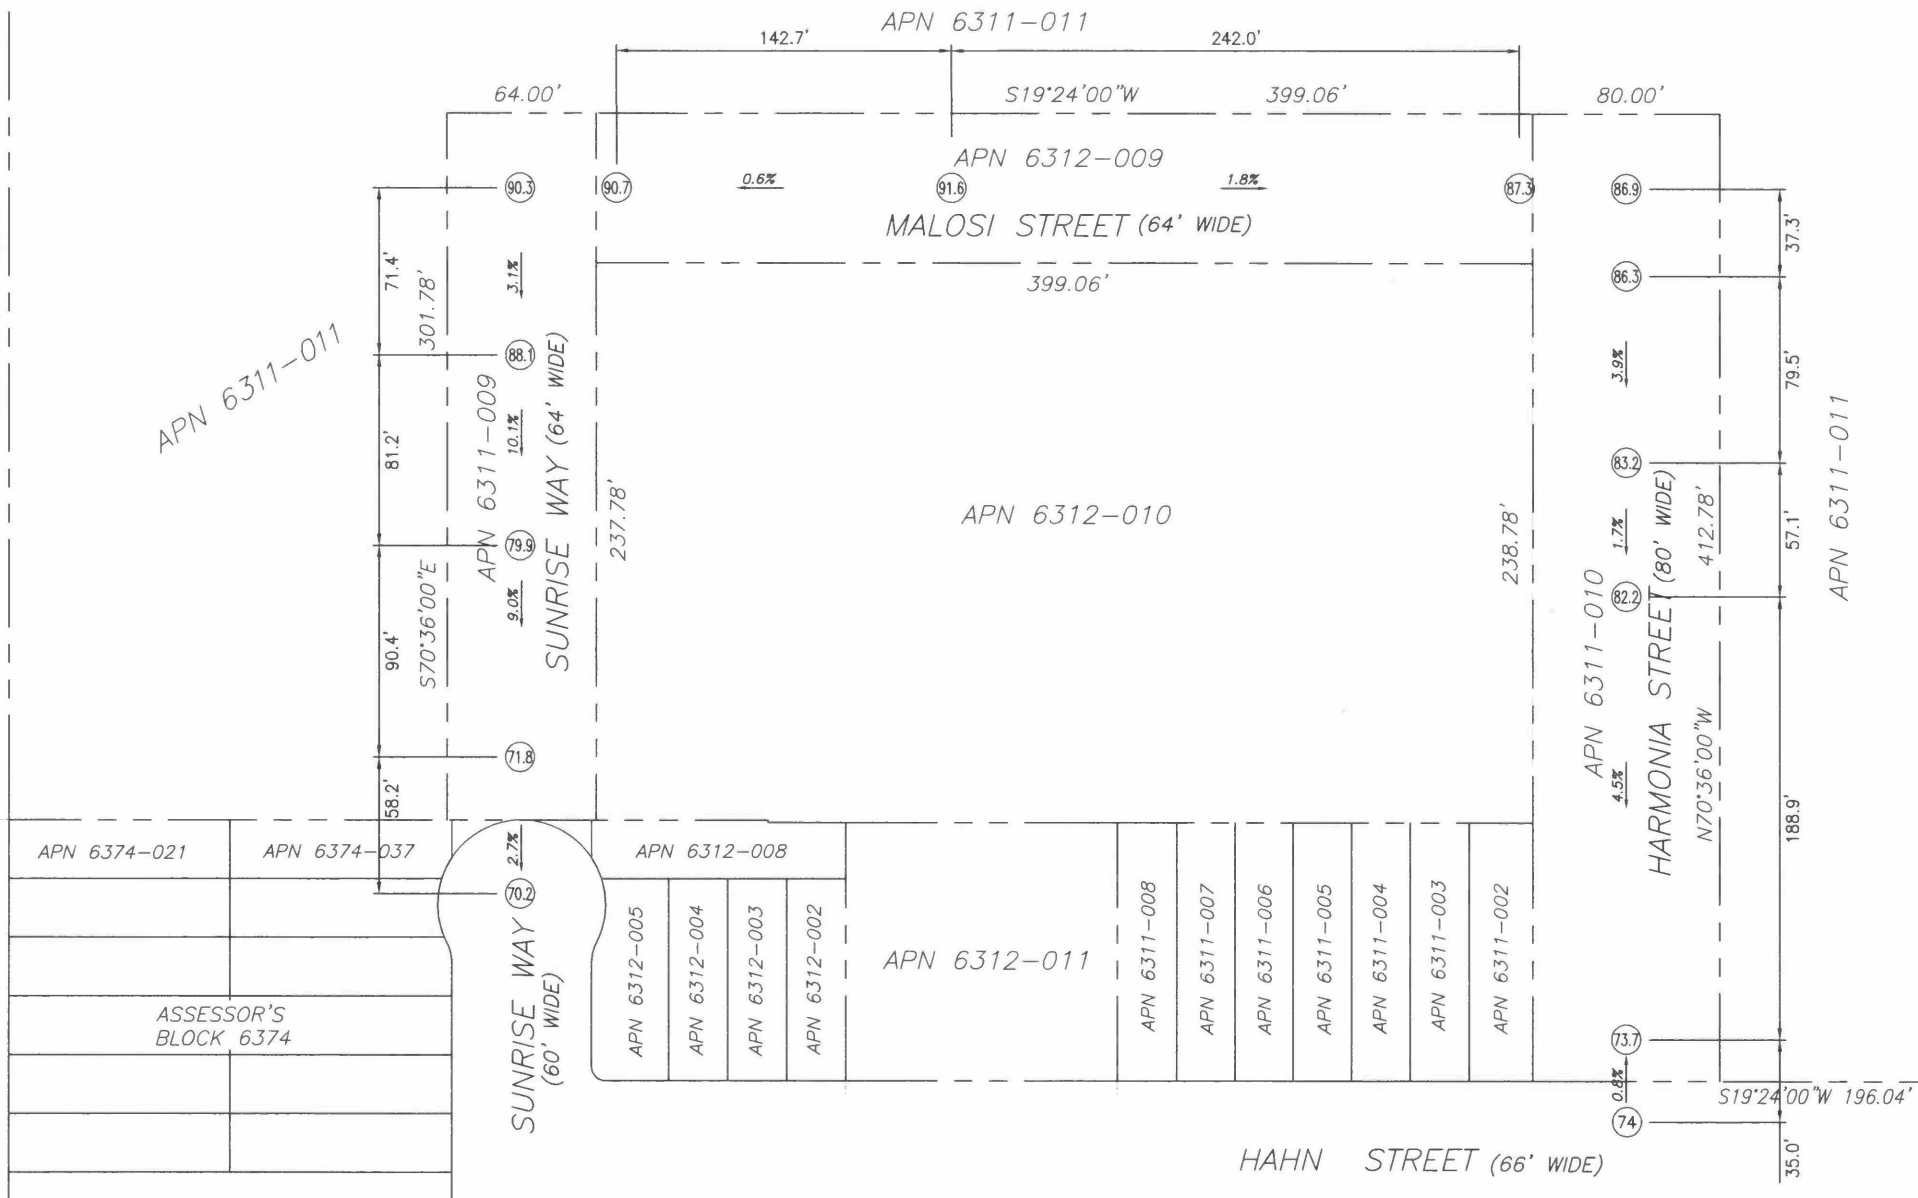 APN 6311-011
142.7'
242.0'
64.00'
S19°24'00"W
399.06'
80.00'
APN 6312-009
90.3
90.7
0.6%
91.6
1.8%
87.3
86.9
MALOSI STREET (64' WIDE)
399.06'
37.3'
86.3
71.4'
301.78'
3.1%
88.1
APN 6311-011
81.2'
APN 6311-009
10.1%
SUNRISE WAY (64' WIDE)
79.9
237.78'
APN 6312-010
238.78'
3.9%
79.5'
83.2
1.7%
57.1'
82.2
412.78'
APN 6311-011
APN 6311-010
HARMONIA STREET (80' WIDE)
S70°36'00"E
90.4'
9.0%
71.8
58.2'
4.5%
N70°36'00"W
188.9'
APN 6374-021
APN 6374-037
2.7%
70.2
APN 6312-008
APN 6312-005
APN 6312-004
APN 6312-003
APN 6312-002
APN 6312-011
APN 6311-008
APN 6311-007
APN 6311-006
APN 6311-005
APN 6311-004
APN 6311-003
APN 6311-002
ASSESSOR'S
BLOCK 6374
SUNRISE WAY
(60' WIDE)
73.7
0.8%
S19°24'00"W 196.04'
74
35.0'
HAHN STREET (66' WIDE)